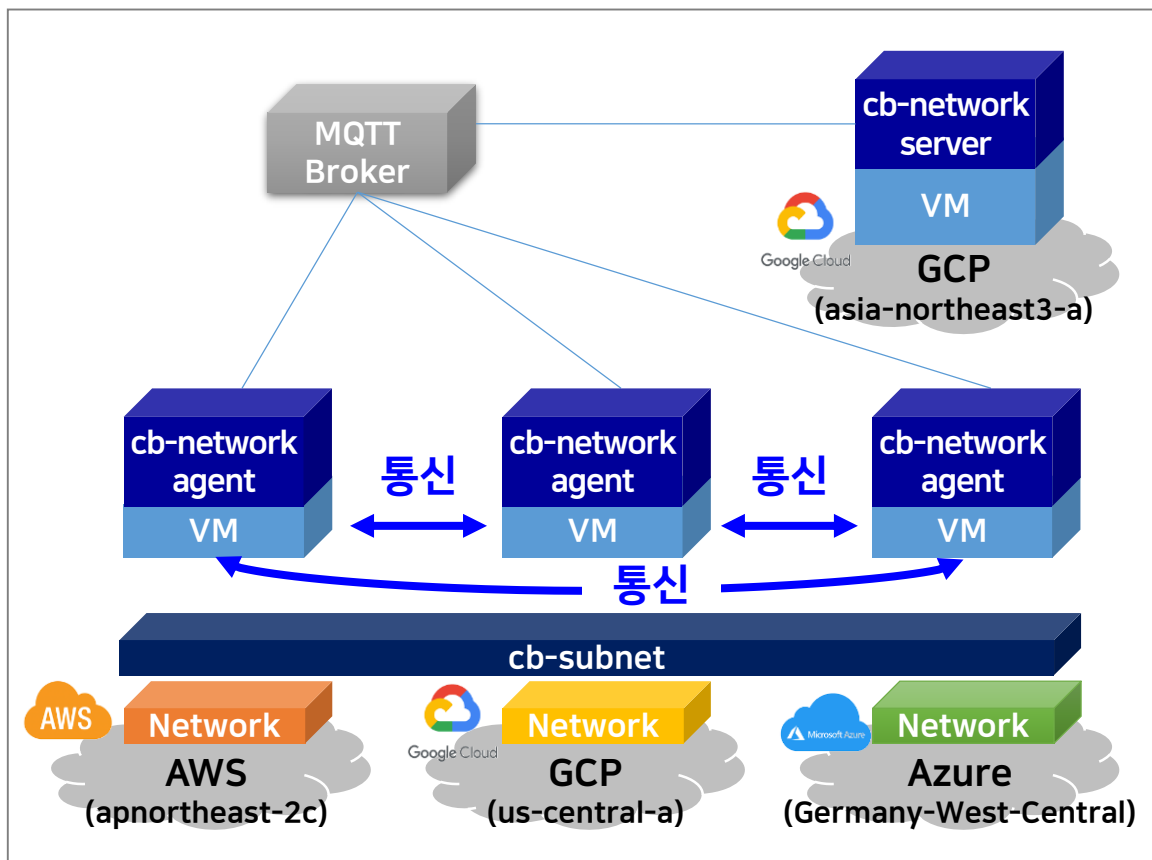 MQTT
Broker
cb-network
server
VM
Google Cloud
GCP
(asia-northeast3-a)
cb-network
agent
VM
cb-network
agent
VM
cb-network
agent
VM
통신
통신
통신
cb-subnet
AWS
Network
AWS
(apnortheast-2c)
Google Cloud
Network
GCP
(us-central-a)
Microsoft Azure
Network
Azure
(Germany-West-Central)